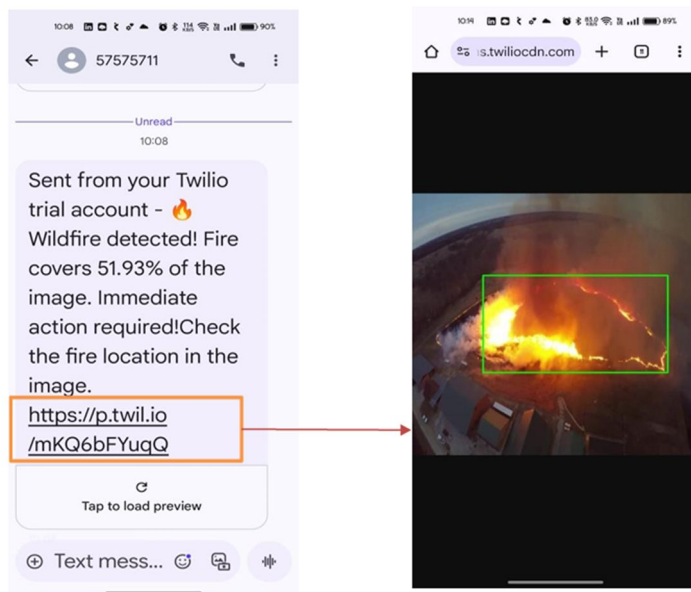 10:08
90%
57575711
Unread
10:08
Sent from your Twilio
trial account - 🔥
Wildfire detected! Fire
covers 51.93% of the
image. Immediate
action required!Check
the fire location in the
image.
https://p.twil.io
/mKQ6bFYuqQ
Tap to load preview
Text mess...
10:14
89%
s.twiliocdn.com